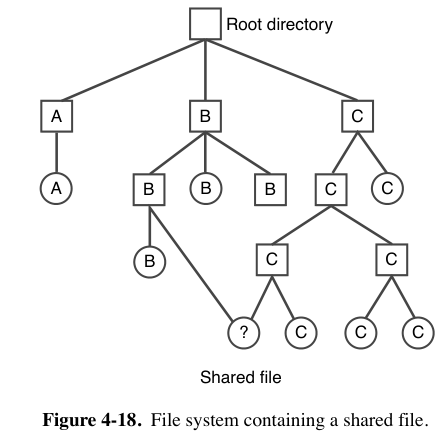 Root directory
A B C
A B B B C C
B C C
? C C C
Shared file
Figure 4-18. File system containing a shared file.